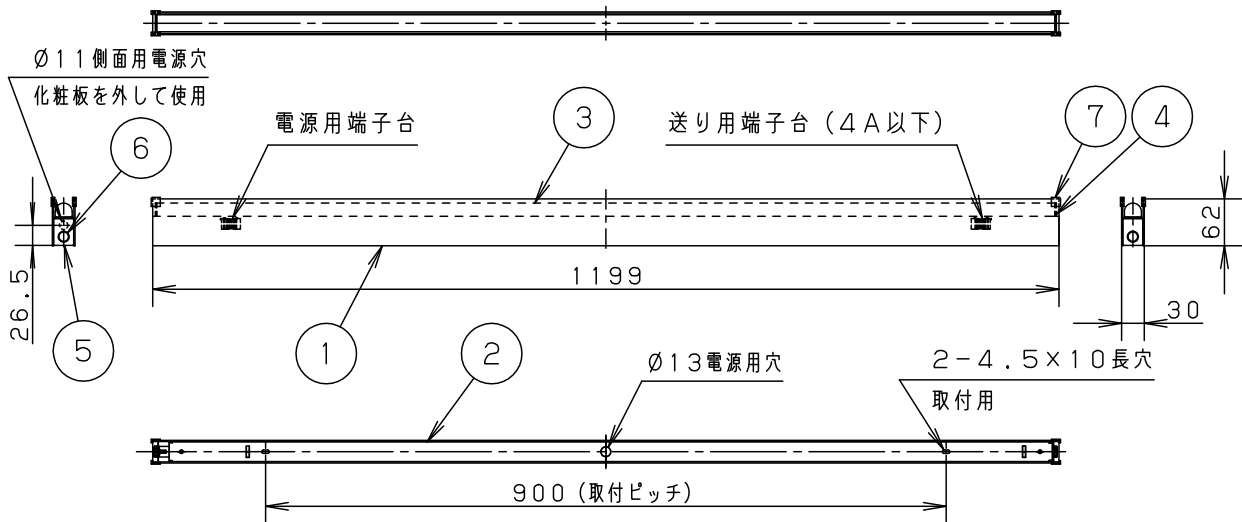 Ø11側面用電源穴
化粧板を外して使用
電源用端子台
送り用端子台（4A以下）
3
7
4
6
62
26.5
1199
30
5
1
2
Ø13電源用穴
2-4.5×10長穴
取付用
900（取付ピッチ）